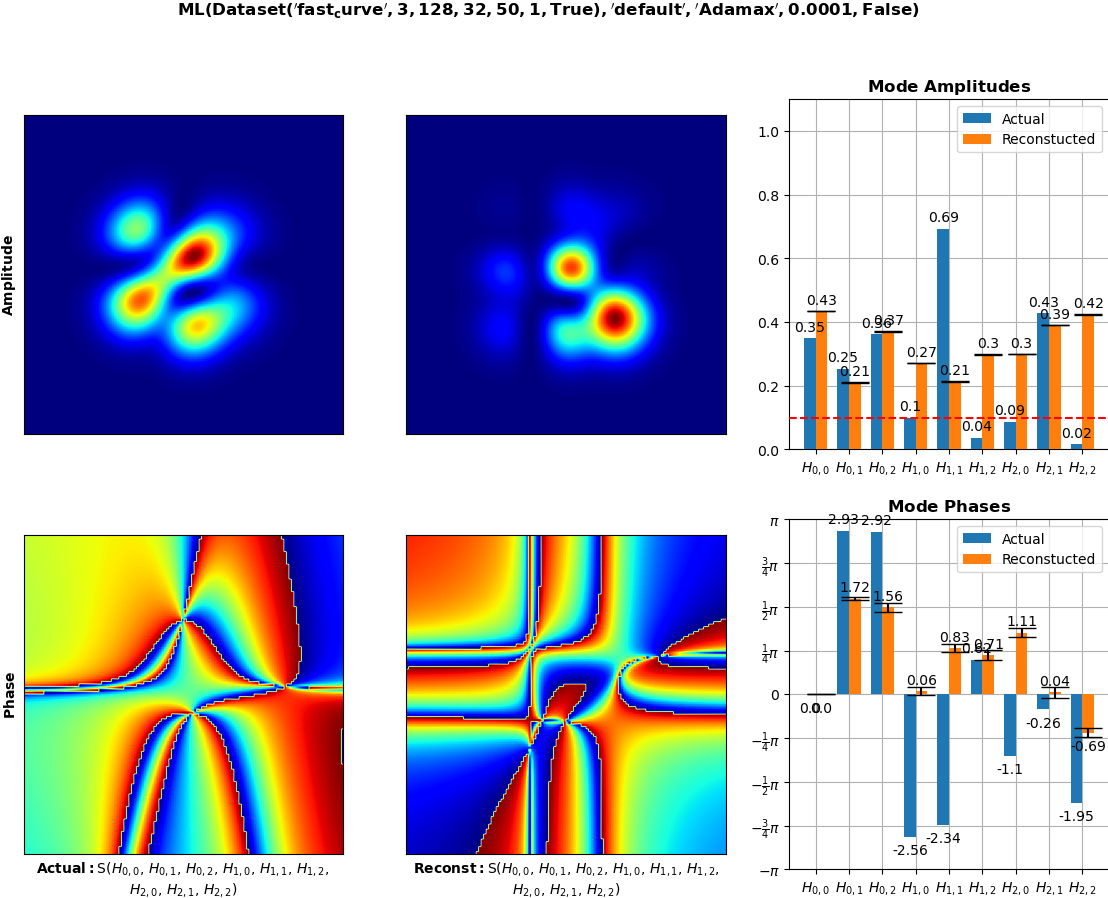 ML(Dataset('fast_curve', 3, 128, 32, 50, 1, True), 'default', 'Adamax', 0.0001, False)
Amplitude
Mode Amplitudes
Actual
Reconstucted
1.0
0.8
0.6
0.4
0.2
0.0
0.35
0.43
0.25
0.21
0.36
0.37
0.1
0.27
0.69
0.21
0.04
0.3
0.09
0.3
0.43
0.39
0.02
0.42
H0,0 H0,1 H0,2 H1,0 H1,1 H1,2 H2,0 H2,1 H2,2
Phase
Mode Phases
Actual
Reconstucted
π
3/4π
1/2π
1/4π
0
−1/4π
−1/2π
−3/4π
−π
0.0
0.0
2.93
1.72
2.92
1.56
-2.56
0.06
-2.34
0.83
0.62
0.71
-1.1
1.11
-0.26
0.04
-1.95
-0.69
H0,0 H0,1 H0,2 H1,0 H1,1 H1,2 H2,0 H2,1 H2,2
Actual: S(H0,0, H0,1, H0,2, H1,0, H1,1, H1,2,
H2,0, H2,1, H2,2)
Reconst: S(H0,0, H0,1, H0,2, H1,0, H1,1, H1,2,
H2,0, H2,1, H2,2)